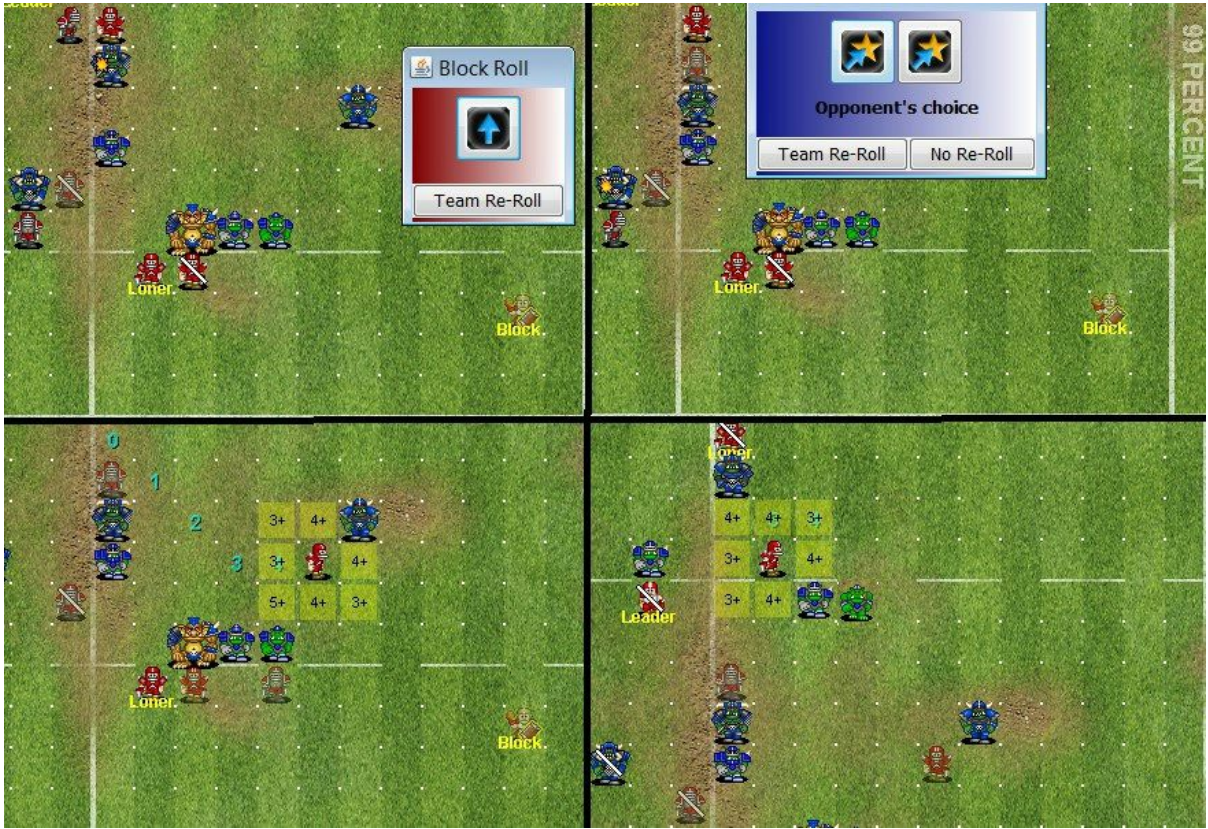 Leader
Block Roll
Team Re-Roll
Loner.
Block.
Opponent's choice
Team Re-Roll
No Re-Roll
Loner.
Block.
99 PERCENT
0
1
2
3+
4+
3
3+
4+
5+
4+
3+
Loner.
Block.
Loner.
4+
4+
3+
3+
4+
3+
4+
Leader